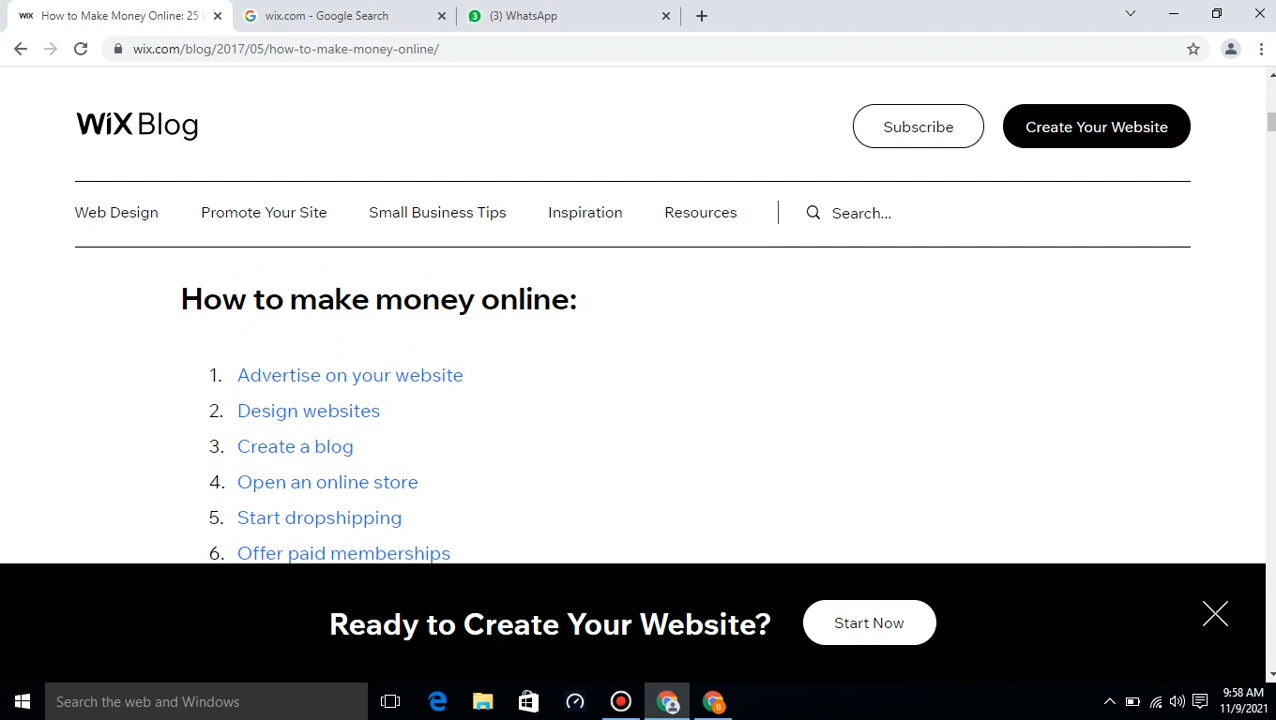 WiX How to Make Money Online: 25
wix.com - Google Search
(3) WhatsApp
wix.com/blog/2017/05/how-to-make-money-online/
WiX Blog
Subscribe
Create Your Website
Web Design
Promote Your Site
Small Business Tips
Inspiration
Resources
Search...
How to make money online:
1. Advertise on your website
2. Design websites
3. Create a blog
4. Open an online store
5. Start dropshipping
6. Offer paid memberships
Ready to Create Your Website?
Start Now
Search the web and Windows
9:58 AM
11/9/2021